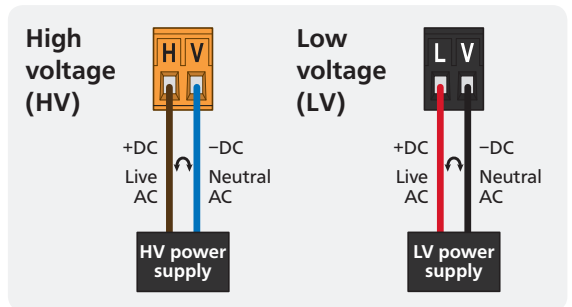 High
voltage
(HV)
H V
+DC
–DC
Live
AC
Neutral
AC
HV power
supply
Low
voltage
(LV)
L V
+DC
–DC
Live
AC
Neutral
AC
LV power
supply